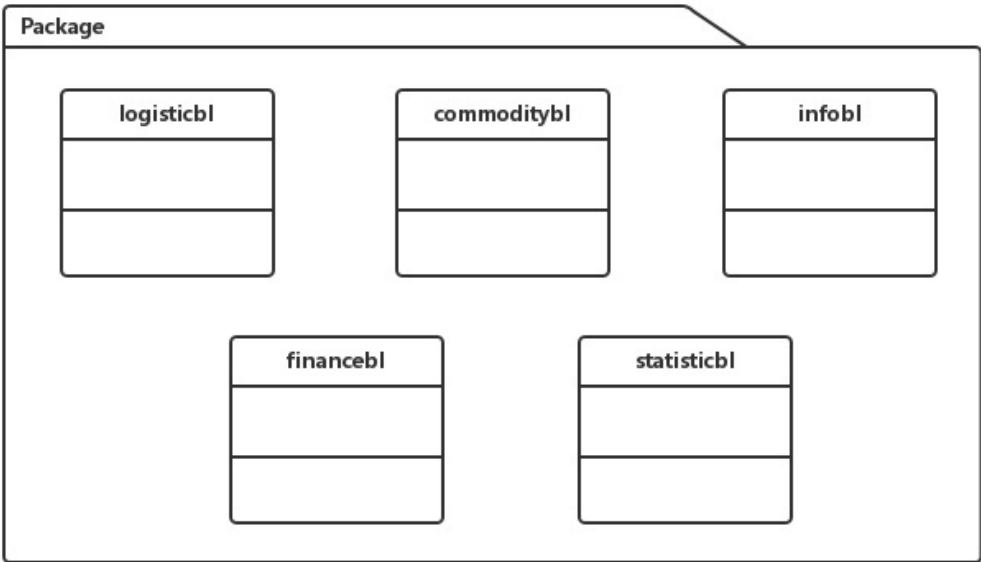 Package
logisticbl
commoditybl
infobl
financebl
statisticbl